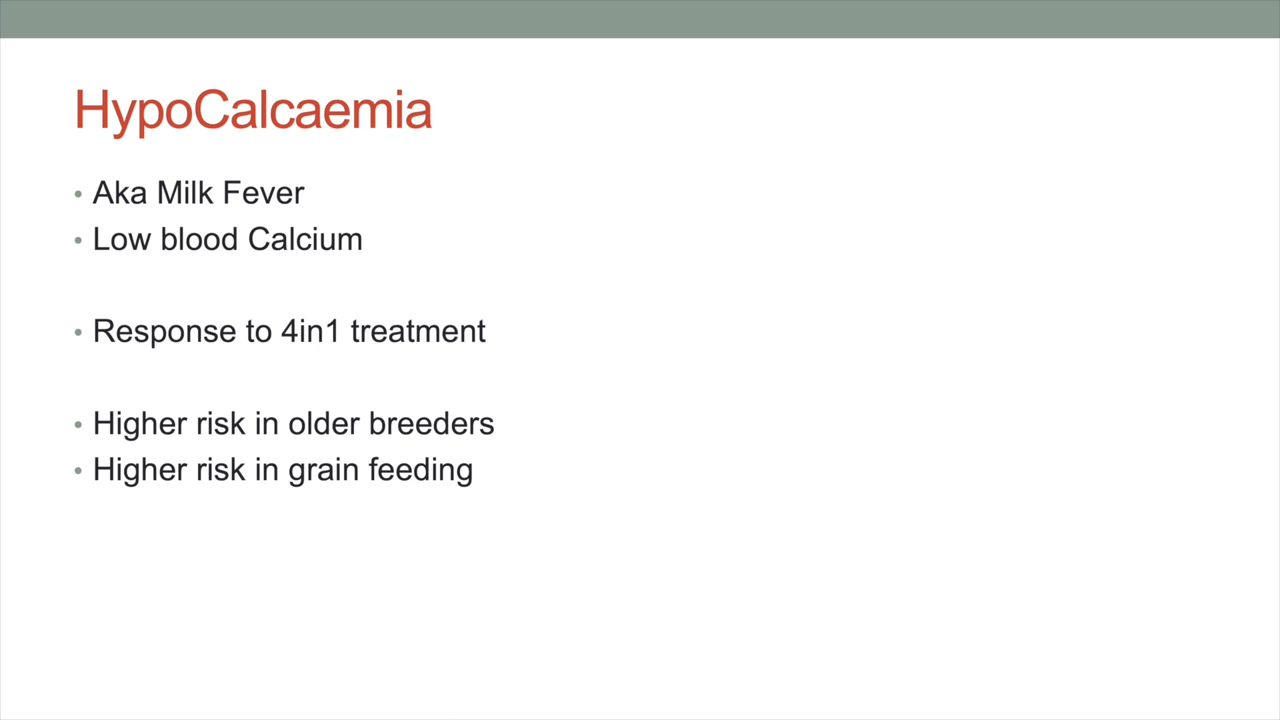 HypoCalcaemia
• Aka Milk Fever
• Low blood Calcium
• Response to 4in1 treatment
• Higher risk in older breeders
• Higher risk in grain feeding